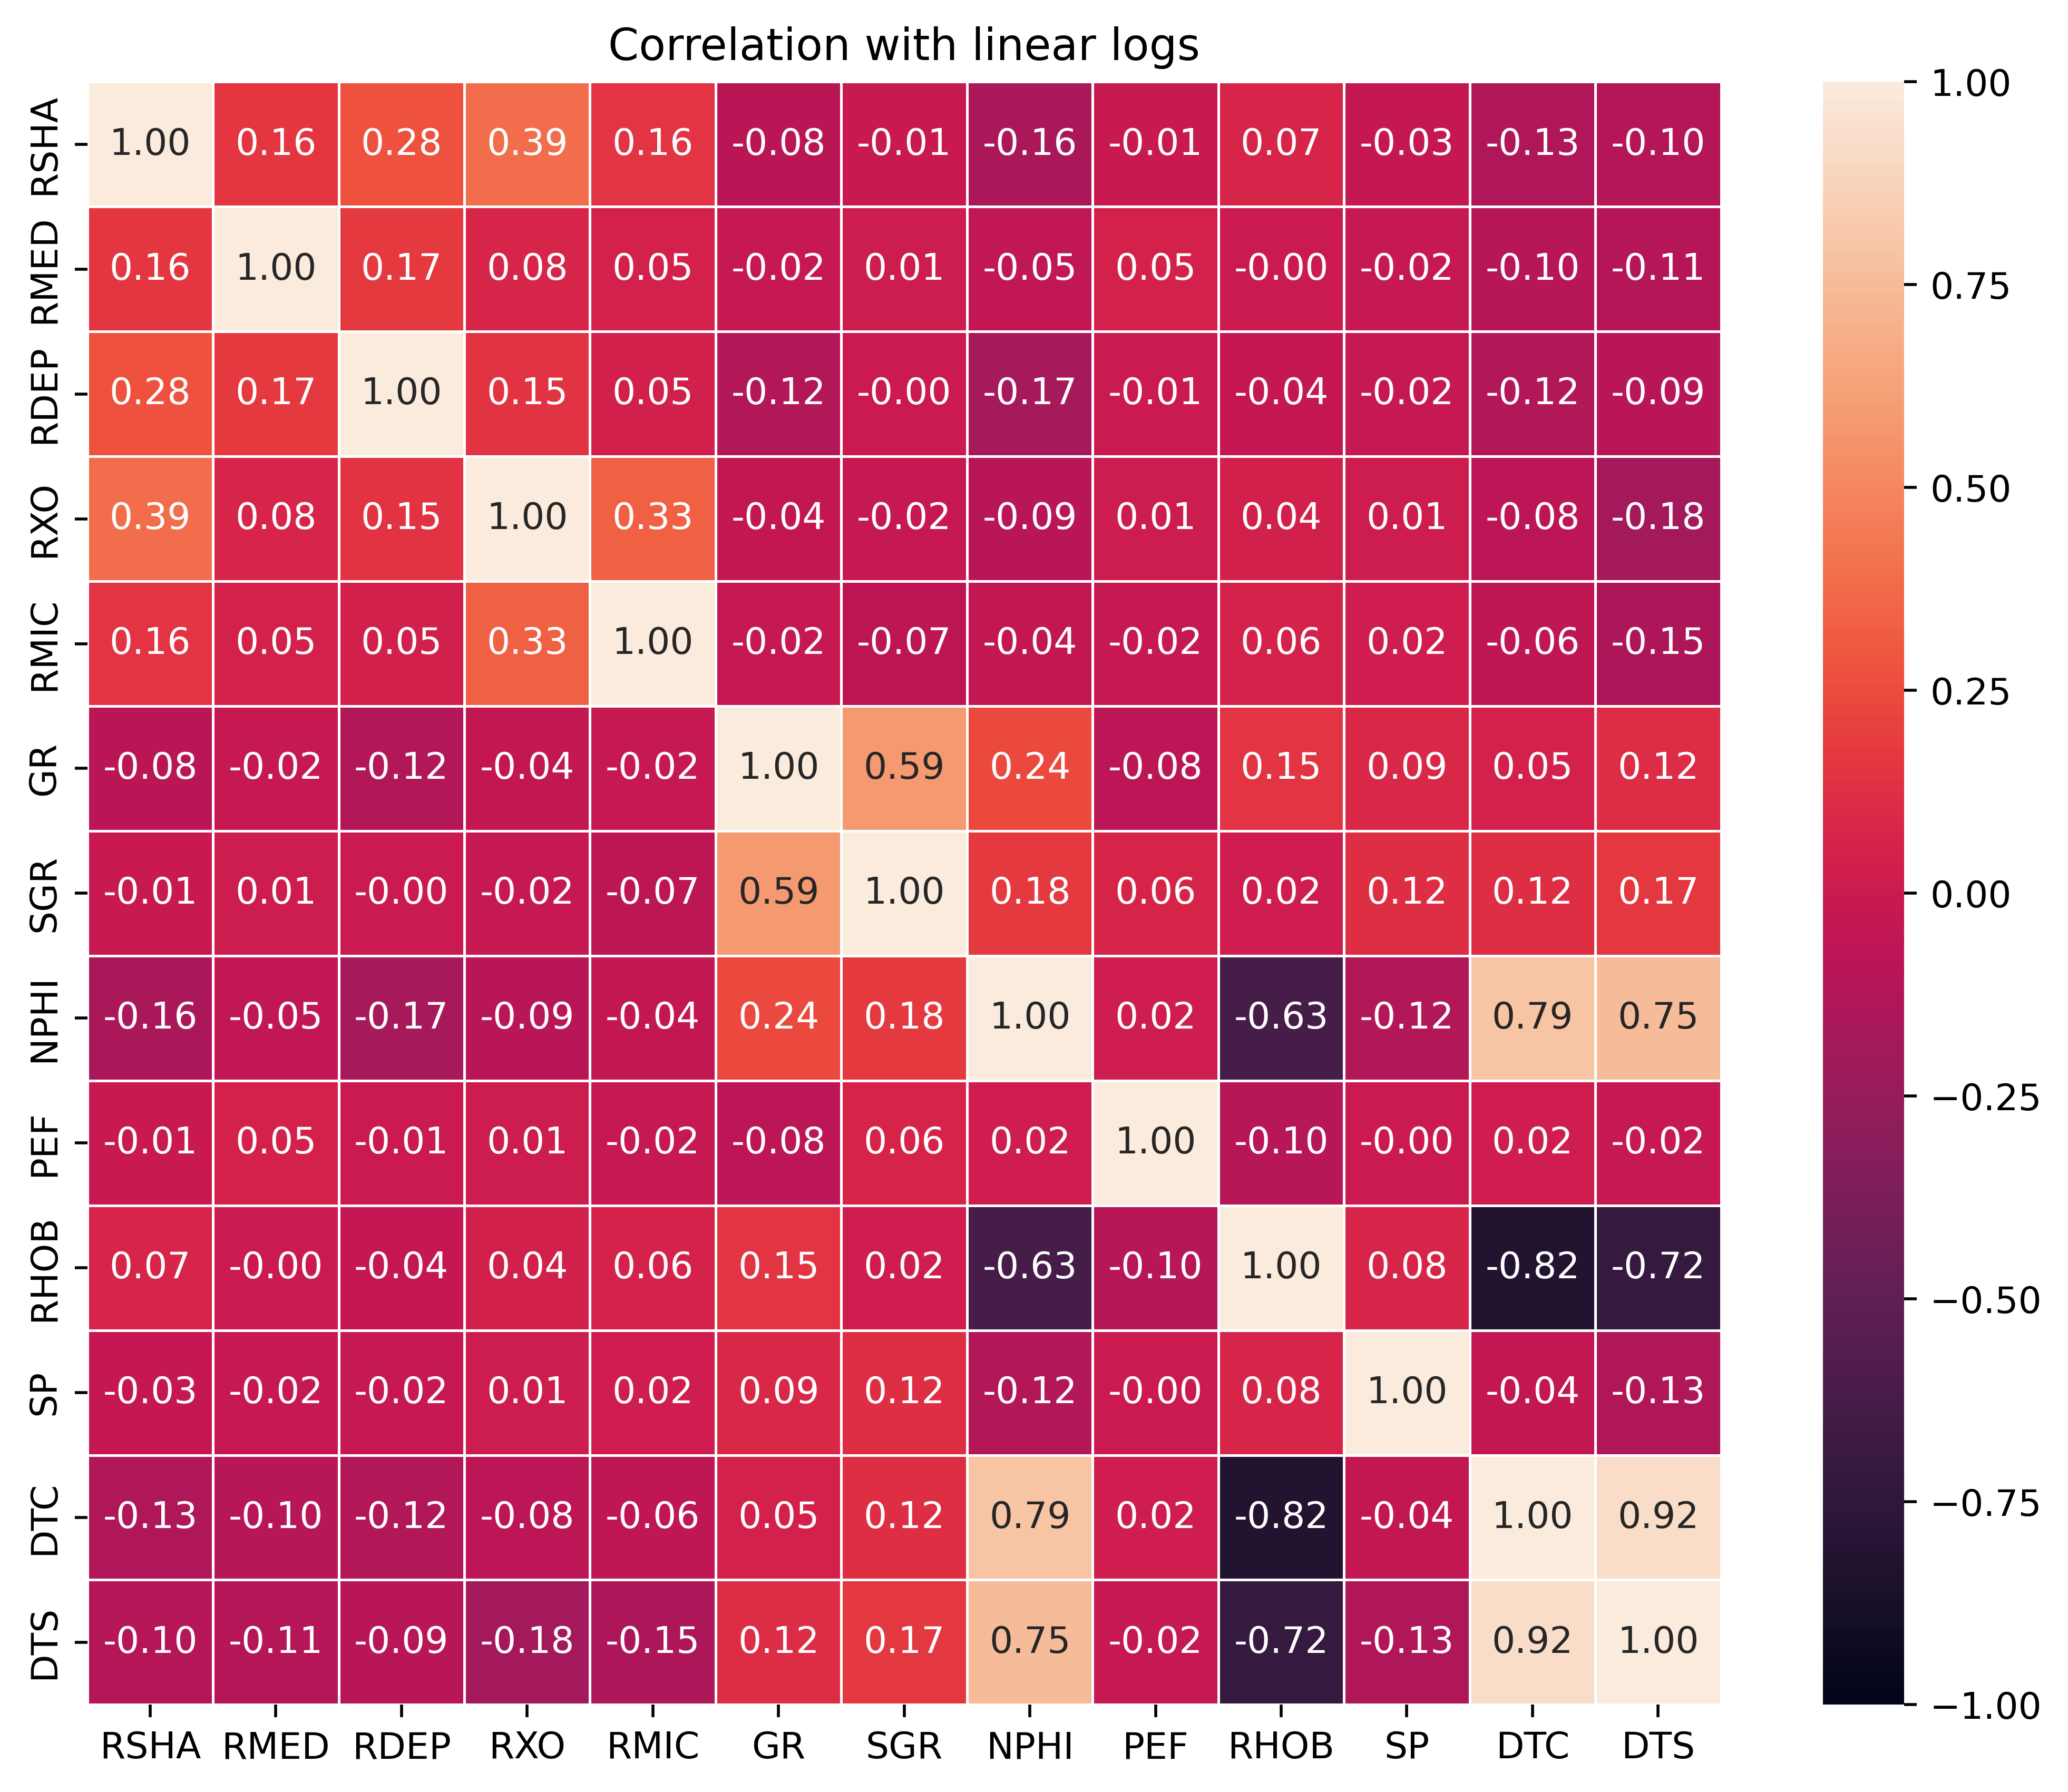 Correlation with linear logs
RSHA 1.00 0.16 0.28 0.39 0.16 -0.08 -0.01 -0.16 -0.01 0.07 -0.03 -0.13 -0.10
RMED 0.16 1.00 0.17 0.08 0.05 -0.02 0.01 -0.05 0.05 -0.00 -0.02 -0.10 -0.11
RDEP 0.28 0.17 1.00 0.15 0.05 -0.12 -0.00 -0.17 -0.01 -0.04 -0.02 -0.12 -0.09
RXO 0.39 0.08 0.15 1.00 0.33 -0.04 -0.02 -0.09 0.01 0.04 0.01 -0.08 -0.18
RMIC 0.16 0.05 0.05 0.33 1.00 -0.02 -0.07 -0.04 -0.02 0.06 0.02 -0.06 -0.15
GR -0.08 -0.02 -0.12 -0.04 -0.02 1.00 0.59 0.24 -0.08 0.15 0.09 0.05 0.12
SGR -0.01 0.01 -0.00 -0.02 -0.07 0.59 1.00 0.18 0.06 0.02 0.12 0.12 0.17
NPHI -0.16 -0.05 -0.17 -0.09 -0.04 0.24 0.18 1.00 0.02 -0.63 -0.12 0.79 0.75
PEF -0.01 0.05 -0.01 0.01 -0.02 -0.08 0.06 0.02 1.00 -0.10 -0.00 0.02 -0.02
RHOB 0.07 -0.00 -0.04 0.04 0.06 0.15 0.02 -0.63 -0.10 1.00 0.08 -0.82 -0.72
SP -0.03 -0.02 -0.02 0.01 0.02 0.09 0.12 -0.12 -0.00 0.08 1.00 -0.04 -0.13
DTC -0.13 -0.10 -0.12 -0.08 -0.06 0.05 0.12 0.79 0.02 -0.82 -0.04 1.00 0.92
DTS -0.10 -0.11 -0.09 -0.18 -0.15 0.12 0.17 0.75 -0.02 -0.72 -0.13 0.92 1.00
RSHA RMED RDEP RXO RMIC GR SGR NPHI PEF RHOB SP DTC DTS
1.00
0.75
0.50
0.25
0.00
−0.25
−0.50
−0.75
−1.00